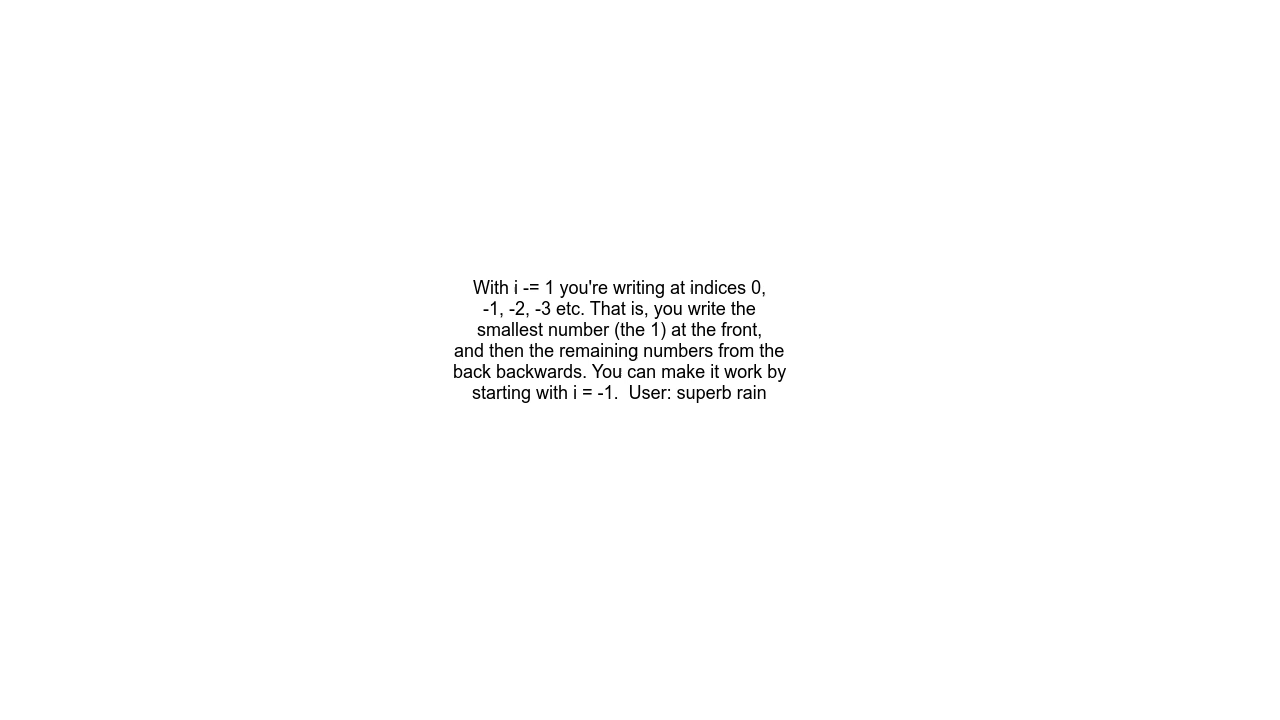 With i -= 1 you're writing at indices 0,
-1, -2, -3 etc. That is, you write the
smallest number (the 1) at the front,
and then the remaining numbers from the
back backwards. You can make it work by
starting with i = -1.  User: superb rain